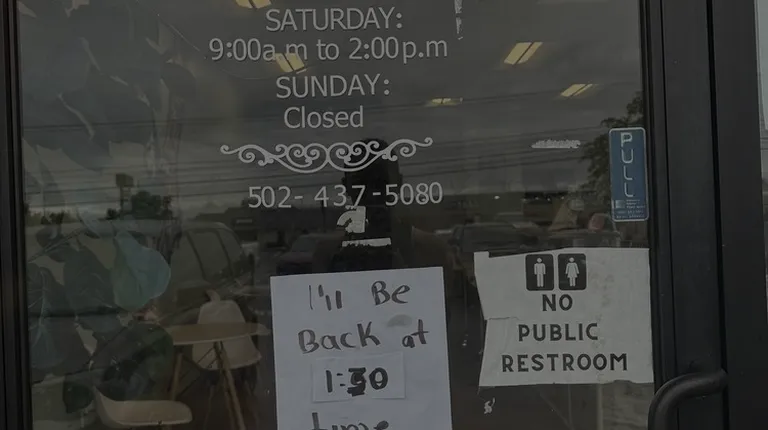 SATURDAY:
9:00a.m to 2:00p.m
SUNDAY:
Closed
502-437-5080
PULL
I'll Be
Back at
1:30
NO
PUBLIC
RESTROOM